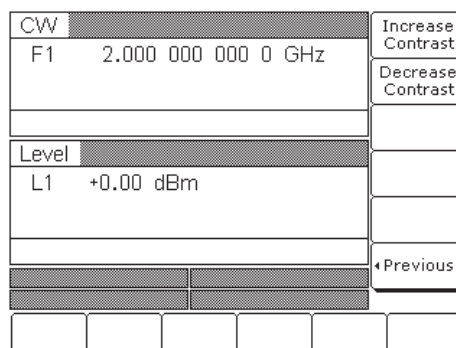 CW
F1 2.000 000 000 0 GHz
Level
L1 +0.00 dBm
Increase
Contrast
Decrease
Contrast
Previous